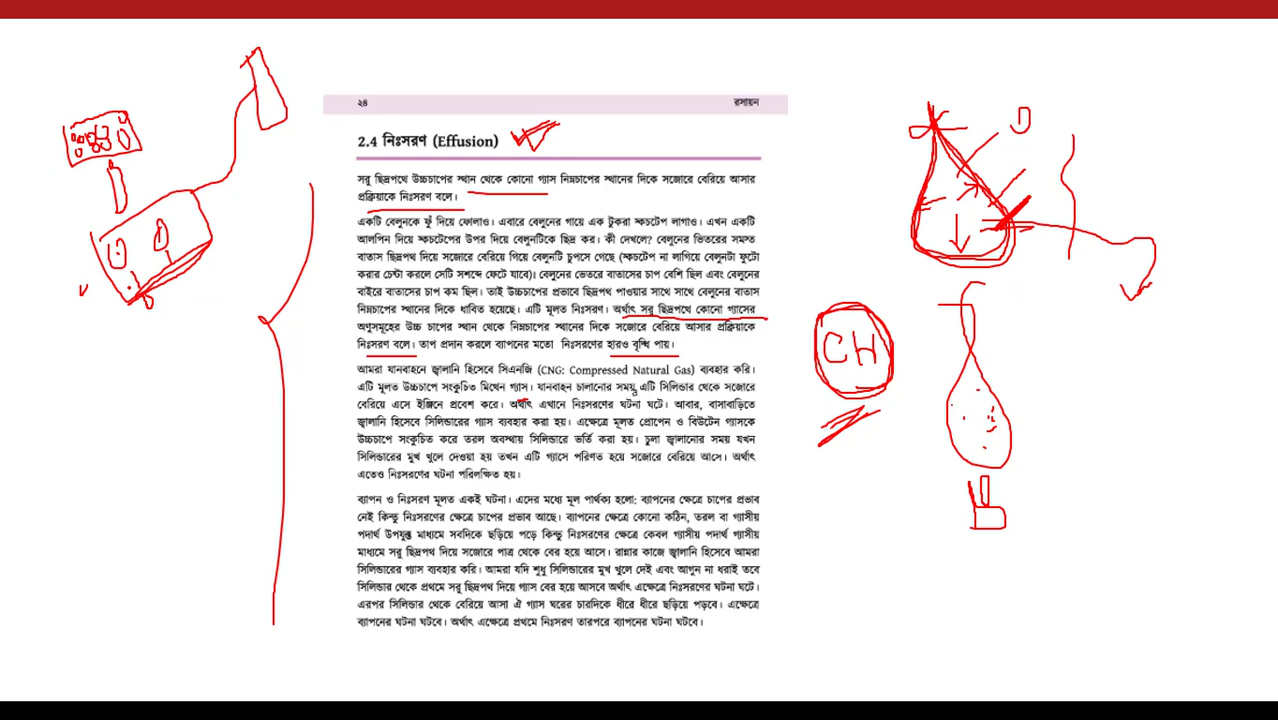 ২৪
রসায়ন
2.4 নিঃসরণ (Effusion)
সরু ছিদ্রপথে উচ্চচাপের স্থান থেকে কোনো গ্যাস নিম্নচাপের স্থানের দিকে সজোরে বেরিয়ে আসার
প্রক্রিয়াকে নিঃসরণ বলে।
একটি বেলুনকে ফুঁ দিয়ে ফোলাও। এবারে বেলুনের গায়ে এক টুকরা স্কচটেপ লাগাও। এখন একটি
আলপিন দিয়ে স্কচটেপের উপর দিয়ে বেলুনটিকে ছিদ্র কর। কী দেখলে? বেলুনের ভিতরের সমস্ত
বাতাস ছিদ্রপথ দিয়ে সজোরে বেরিয়ে গিয়ে বেলুনটি চুপসে গেছে (স্কচটেপ না লাগিয়ে বেলুনটা ফুটো
করার চেষ্টা করলে সেটি সশব্দে ফেটে যাবে)। বেলুনের ভেতরে বাতাসের চাপ বেশি ছিল এবং বেলুনের
বাইরে বাতাসের চাপ কম ছিল। তাই উচ্চচাপের প্রভাবে ছিদ্রপথ পাওয়ার সাথে সাথে বেলুনের বাতাস
নিম্নচাপের স্থানের দিকে ধাবিত হয়েছে। এটি মূলত নিঃসরণ। অর্থাৎ সরু ছিদ্রপথে কোনো গ্যাসের
অণুসমূহের উচ্চ চাপের স্থান থেকে নিম্নচাপের স্থানের দিকে সজোরে বেরিয়ে আসার প্রক্রিয়াকে
নিঃসরণ বলে। তাপ প্রদান করলে ব্যাপনের মতো নিঃসরণের হারও বৃদ্ধি পায়।
আমরা যানবাহনে জ্বালানি হিসেবে সিএনজি (CNG: Compressed Natural Gas) ব্যবহার করি।
এটি মূলত উচ্চচাপে সংকুচিত মিথেন গ্যাস। যানবাহন চালানোর সময় এটি সিলিন্ডার থেকে সজোরে
বেরিয়ে এসে ইঞ্জিনে প্রবেশ করে। অর্থাৎ এখানে নিঃসরণের ঘটনা ঘটে। আবার, বাসাবাড়িতে
জ্বালানি হিসেবে সিলিন্ডারের গ্যাস ব্যবহার করা হয়। এক্ষেত্রে মূলত প্রোপেন ও বিউটেন গ্যাসকে
উচ্চচাপে সংকুচিত করে তরল অবস্থায় সিলিন্ডারে ভর্তি করা হয়। চুলা জ্বালানোর সময় যখন
সিলিন্ডারের মুখ খুলে দেওয়া হয় তখন এটি গ্যাসে পরিণত হয়ে সজোরে বেরিয়ে আসে। অর্থাৎ
এতেও নিঃসরণের ঘটনা পরিলক্ষিত হয়।
ব্যাপন ও নিঃসরণ মূলত একই ঘটনা। এদের মধ্যে মূল পার্থক্য হলো: ব্যাপনের ক্ষেত্রে চাপের প্রভাব
নেই কিন্তু নিঃসরণের ক্ষেত্রে চাপের প্রভাব আছে। ব্যাপনের ক্ষেত্রে কোনো কঠিন, তরল বা গ্যাসীয়
পদার্থ উপযুক্ত মাধ্যমে সবদিকে ছড়িয়ে পড়ে কিন্তু নিঃসরণের ক্ষেত্রে কেবল গ্যাসীয় পদার্থ গ্যাসীয়
মাধ্যমে সরু ছিদ্রপথ দিয়ে সজোরে পাত্র থেকে বের হয়ে আসে। রান্নার কাজে জ্বালানি হিসেবে আমরা
সিলিন্ডারের গ্যাস ব্যবহার করি। আমরা যদি শুধু সিলিন্ডারের মুখ খুলে দেই এবং আগুন না ধরাই তবে
সিলিন্ডার থেকে প্রথমে সরু ছিদ্রপথ দিয়ে গ্যাস বের হয়ে আসবে অর্থাৎ এক্ষেত্রে নিঃসরণের ঘটনা ঘটে।
এরপর সিলিন্ডার থেকে বেরিয়ে আসা ঐ গ্যাস ঘরের চারদিকে ধীরে ধীরে ছড়িয়ে পড়বে। এক্ষেত্রে
ব্যাপনের ঘটনা ঘটবে। অর্থাৎ এক্ষেত্রে প্রথমে নিঃসরণ তারপরে ব্যাপনের ঘটনা ঘটবে।
CH